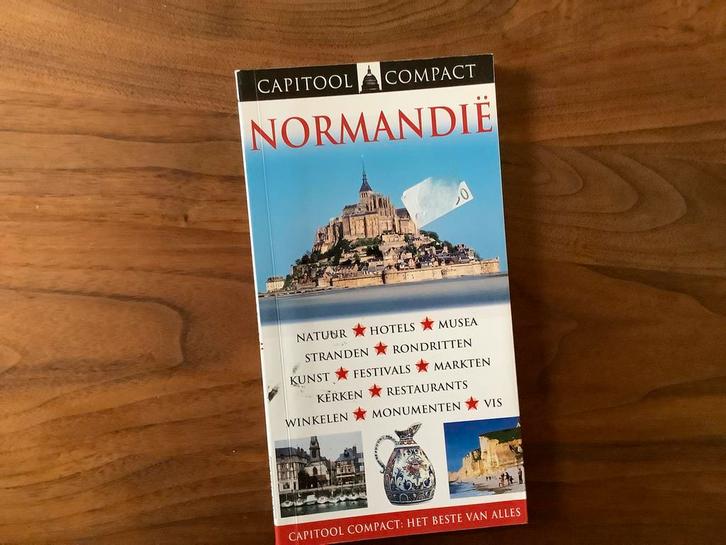 CAPITOOL COMPACT
NORMANDIË
NATUUR ★ HOTELS ★ MUSEA
STRANDEN ★ RONDRITTEN
KUNST ★ FESTIVALS ★ MARKTEN
KERKEN ★ RESTAURANTS
WINKELEN ★ MONUMENTEN ★ VIS
CAPITOOL COMPACT: HET BESTE VAN ALLES